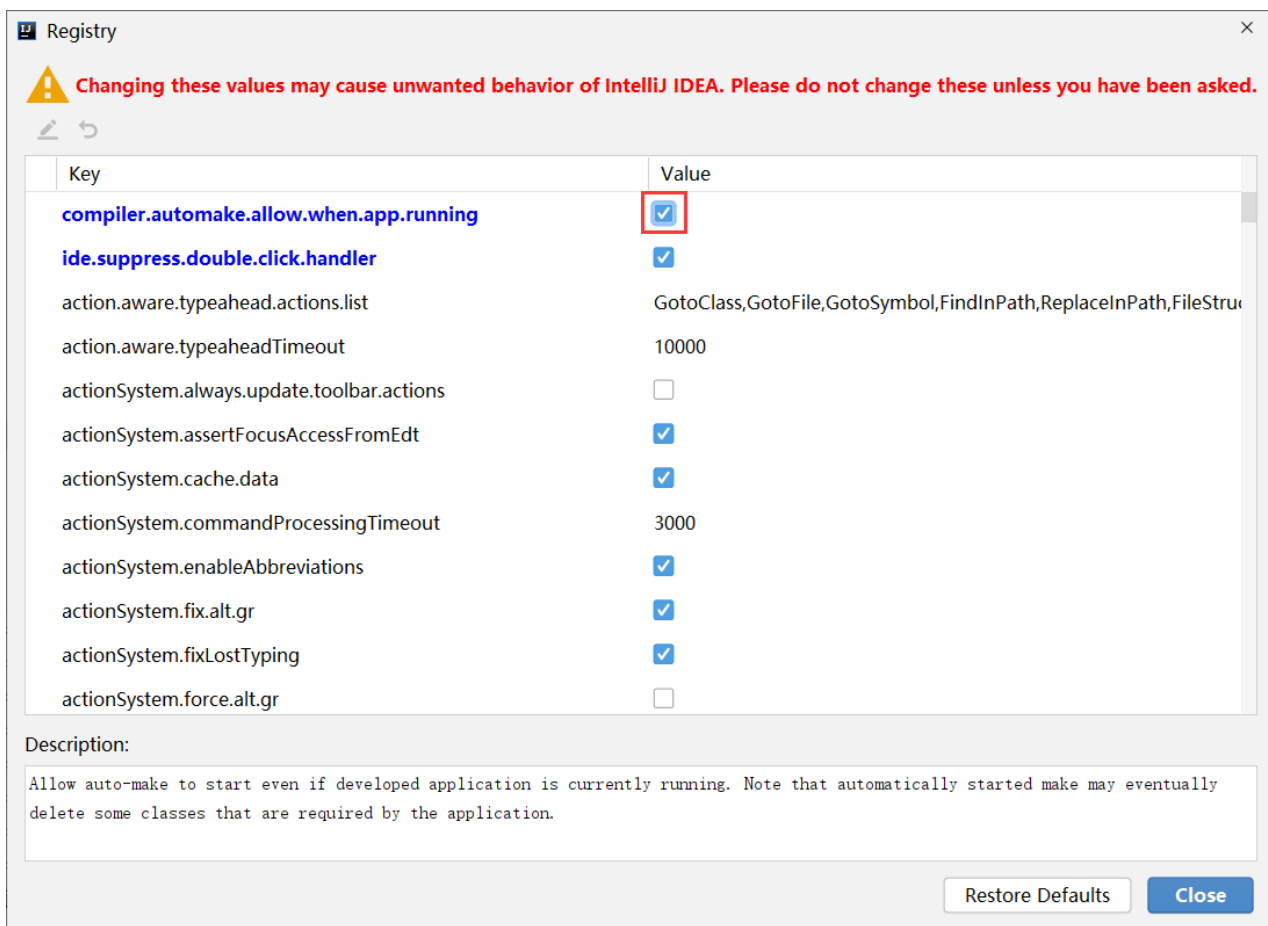 Registry
Changing these values may cause unwanted behavior of IntelliJ IDEA. Please do not change these unless you have been asked.
Key Value
compiler.automake.allow.when.app.running
ide.suppress.double.click.handler
action.aware.typeahead.actions.list GotoClass,GotoFile,GotoSymbol,FindInPath,ReplaceInPath,FileStruc
action.aware.typeaheadTimeout 10000
actionSystem.always.update.toolbar.actions
actionSystem.assertFocusAccessFromEdt
actionSystem.cache.data
actionSystem.commandProcessingTimeout 3000
actionSystem.enableAbbreviations
actionSystem.fix.alt.gr
actionSystem.fixLostTyping
actionSystem.force.alt.gr
Description:
Allow auto-make to start even if developed application is currently running. Note that automatically started make may eventually
delete some classes that are required by the application.
Restore Defaults Close